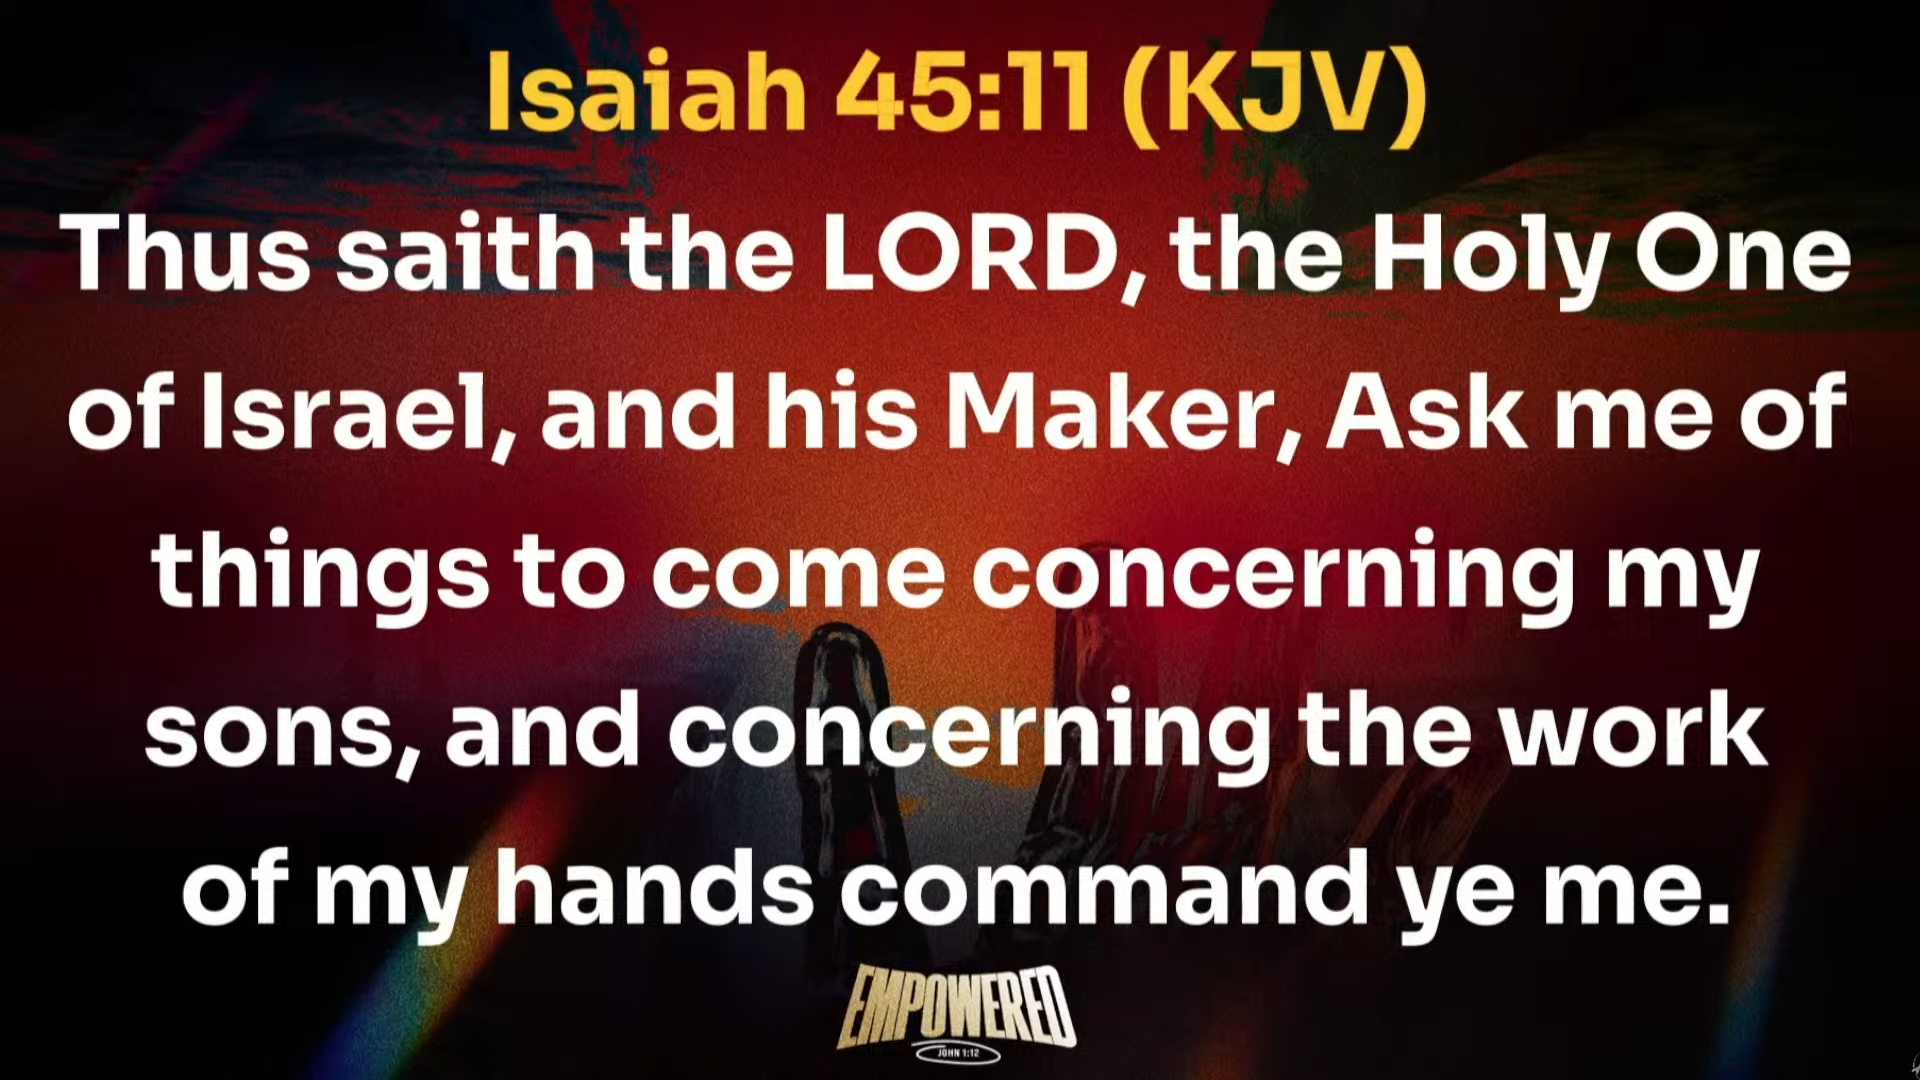 Isaiah 45:11 (KJV)
Thus saith the LORD, the Holy One
of Israel, and his Maker, Ask me of
things to come concerning my
sons, and concerning the work
of my hands command ye me.
EMPOWERED
JOHN 1:12